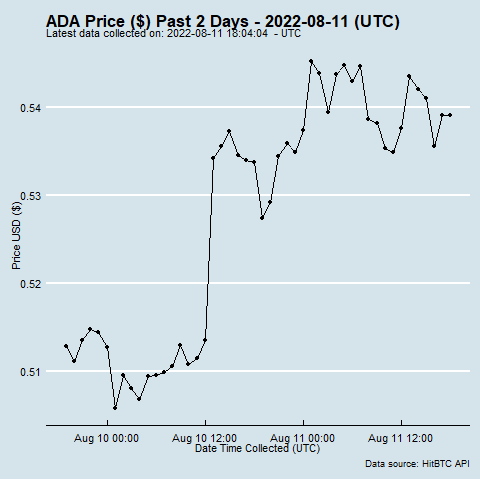 ADA Price ($) Past 2 Days - 2022-08-11 (UTC)
Latest data collected on: 2022-08-11 18:04:04  - UTC
Price USD ($)
0.54
0.53
0.52
0.51
Aug 10 00:00 Aug 10 12:00 Aug 11 00:00 Aug 11 12:00
Date Time Collected (UTC)
Data source: HitBTC API